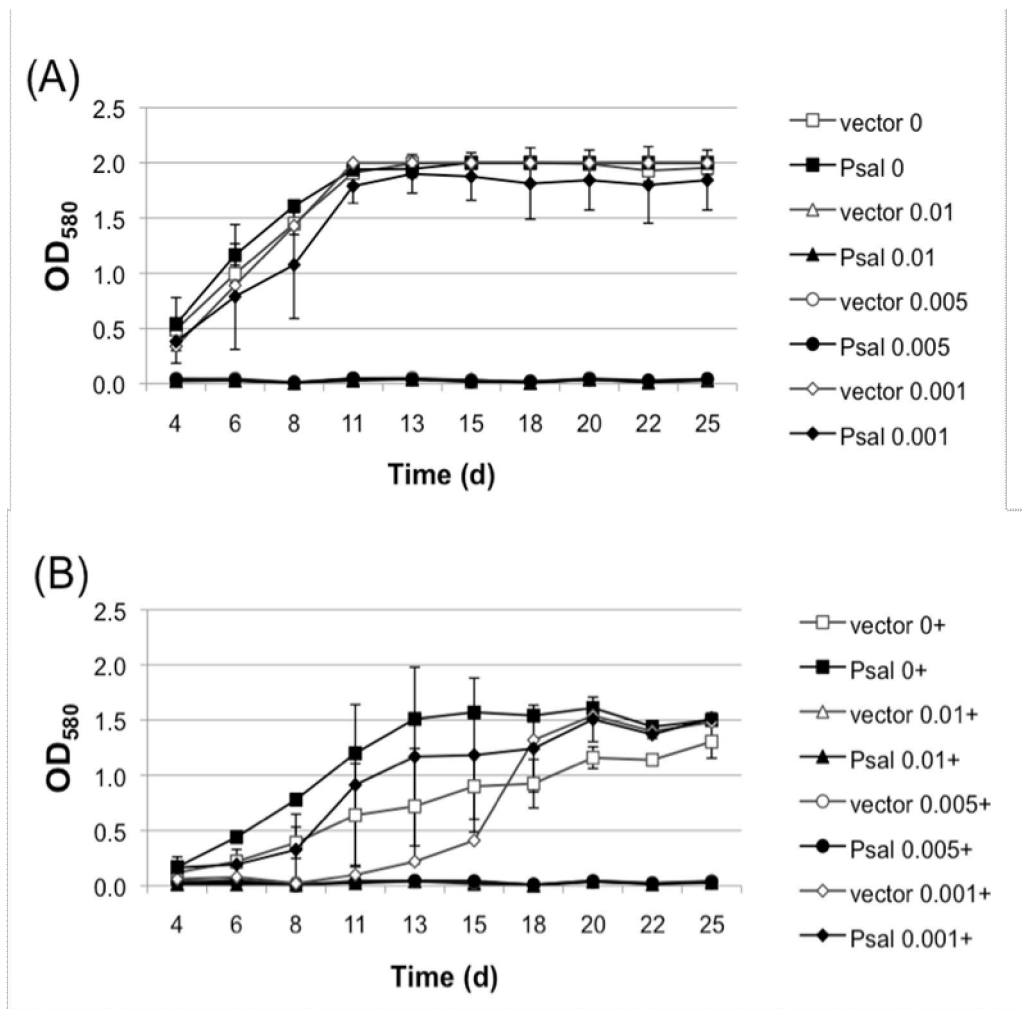 (A)
2.5
2.0
1.5
1.0
0.5
0.0
OD580
4 6 8 11 13 15 18 20 22 25
Time (d)
vector 0
Psal 0
vector 0.01
Psal 0.01
vector 0.005
Psal 0.005
vector 0.001
Psal 0.001
(B)
2.5
2.0
1.5
1.0
0.5
0.0
OD580
4 6 8 11 13 15 18 20 22 25
Time (d)
vector 0+
Psal 0+
vector 0.01+
Psal 0.01+
vector 0.005+
Psal 0.005+
vector 0.001+
Psal 0.001+